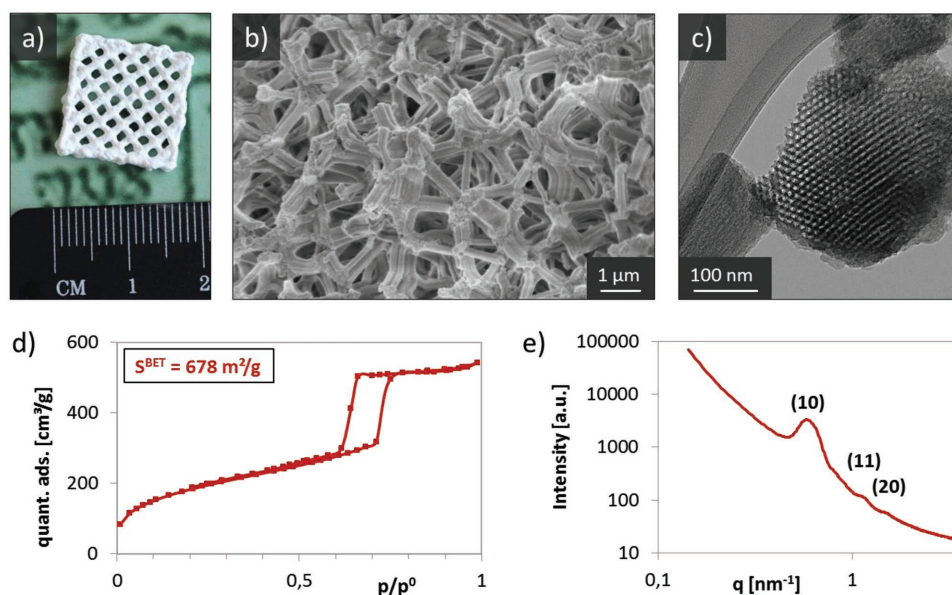 a)
CM 1 2
b)
1 µm
c)
100 nm
d)
quant. ads. [cm³/g]
600
400
200
0
S^BET = 678 m²/g
0 0,5 1
p/p⁰
e)
Intensity [a.u.]
100000
10000
1000
100
10
(10)
(11)
(20)
0,1 1
q [nm⁻¹]